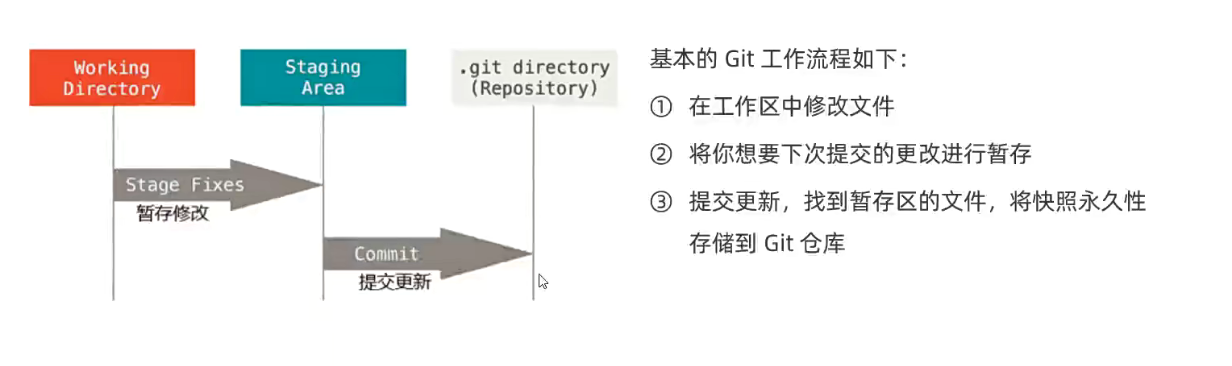 Working
Directory
Staging
Area
.git directory
(Repository)
Stage Fixes
暂存修改
Commit
提交更新
基本的 Git 工作流程如下：
① 在工作区中修改文件
② 将你想要下次提交的更改进行暂存
③ 提交更新，找到暂存区的文件，将快照永久性
存储到 Git 仓库